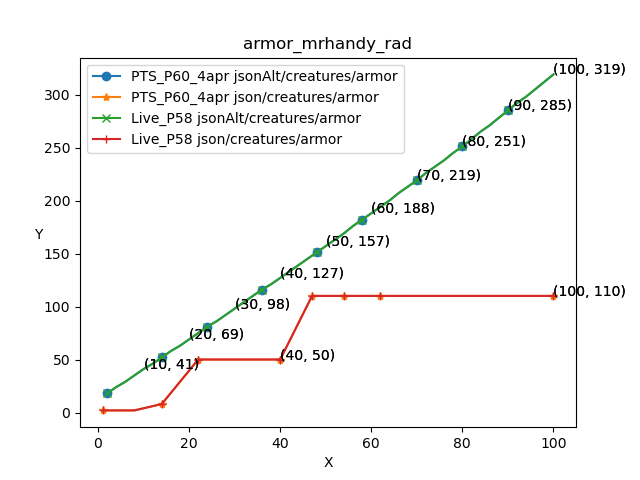 armor_mrhandy_rad
PTS_P60_4apr jsonAlt/creatures/armor
PTS_P60_4apr json/creatures/armor
Live_P58 jsonAlt/creatures/armor
Live_P58 json/creatures/armor
(100, 319)
(90, 285)
(80, 251)
(70, 219)
(60, 188)
(50, 157)
(40, 127)
(30, 98)
(20, 69)
(10, 41)
(100, 110)
(40, 50)
Y
300
250
200
150
100
50
0
0 20 40 60 80 100
X